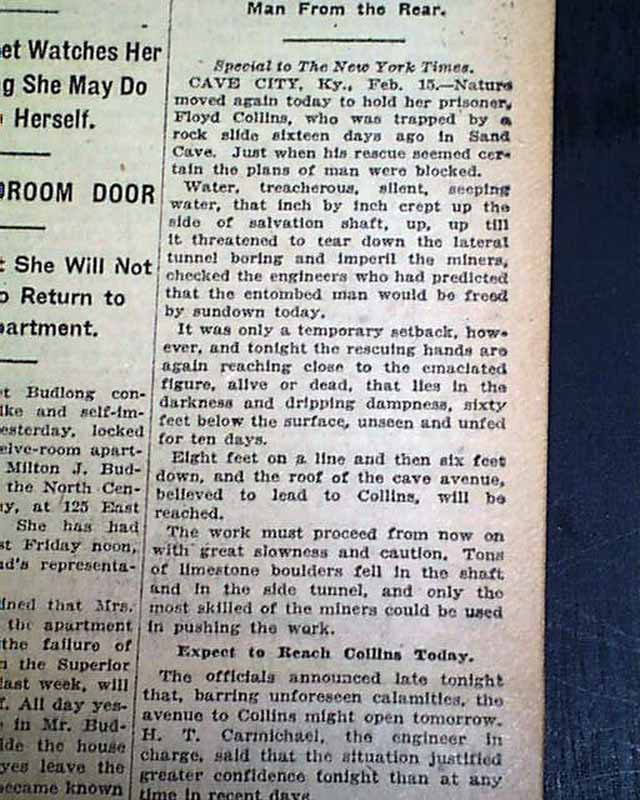 et Watches Her
g She May Do
Herself.
DROOM DOOR
t She Will Not
o Return to
partment.
et Budlong con-
like and self-im-
esterday, locked
elve-room apart-
Milton J. Bud-
the North Cen-
ay, at 125 East
She has had
st Friday noon,
nd's representa-
ined that Mrs.
the apartment
the failure of
n the Superior
last week, will
f. All day yes-
e in Mr. Bud-
ide the house
yes leave the
became known
Man From the Rear.
Special to The New York Times.
CAVE CITY, Ky., Feb. 15.—Nature
moved again today to hold her prisoner,
Floyd Collins, who was trapped by a
rock slide sixteen days ago in Sand
Cave. Just when his rescue seemed cer-
tain the plans of man were blocked.
Water, treacherous, silent, seeping
water, that inch by inch crept up the
side of salvation shaft, up, up till
it threatened to tear down the lateral
tunnel boring and imperil the miners,
checked the engineers who had predicted
that the entombed man would be freed
by sundown today.
It was only a temporary setback, how-
ever, and tonight the rescuing hands are
again reaching close to the emaciated
figure, alive or dead, that lies in the
darkness and dripping dampness, sixty
feet below the surface, unseen and unfed
for ten days.
Eight feet on a line and then six feet
down, and the roof of the cave avenue,
believed to lead to Collins, will be
reached.
The work must proceed from now on
with great slowness and caution. Tons
of limestone boulders fell in the shaft
and in the side tunnel, and only the
most skilled of the miners could be used
in pushing the work.
Expect to Reach Collins Today.
The officials announced late tonight
that, barring unforeseen calamities, the
avenue to Collins might open tomorrow.
H. T. Carmichael, the engineer in
charge, said that the situation justified
greater confidence tonight than at any
time in recent days